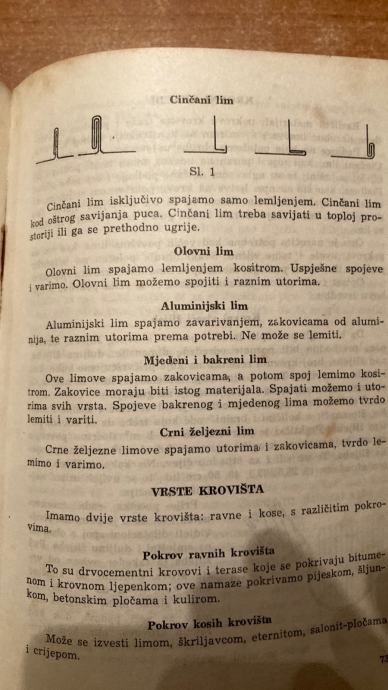 Cinčani lim
Sl. 1
Cinčani lim isključivo spajamo samo lemljenjem. Cinčani lim
kod oštrog savijanja puca. Cinčani lim treba savijati u toploj pro-
storiji ili ga se prethodno ugrije.
Olovni lim
Olovni lim spajamo lemljenjem kositrom. Uspješne spojeve
i varimo. Olovni lim možemo spojiti i raznim utorima.
Aluminijski lim
Aluminijski lim spajamo zavarivanjem, zakovicama od alumi-
nija, te raznim utorima prema potrebi. Ne može se lemiti.
Mjedeni i bakreni lim
Ove limove spajamo zakovicama, a potom spoj lemimo kosi-
trom. Zakovice moraju biti istog materijala. Spajati možemo i uto-
rima svih vrsta. Spojeve bakrenog i mjedenog lima možemo tvrdo
lemiti i variti.
Crni željezni lim
Crne željezne limove spajamo utorima i zakovicama, tvrdo le-
mimo i varimo.
VRSTE KROVIŠTA
Imamo dvije vrste krovišta: ravne i kose, s različitim pokro-
vima.
Pokrov ravnih krovišta
To su drvocementni krovovi i terase koje se pokrivaju bitume-
nom i krovnom ljepenkom; ove namaze pokrivamo pijeskom, šljun-
kom, betonskim pločama i kulirom.
Pokrov kosih krovišta
Može se izvesti limom, škriljavcem, eternitom, salonit-pločama
i crijepom.